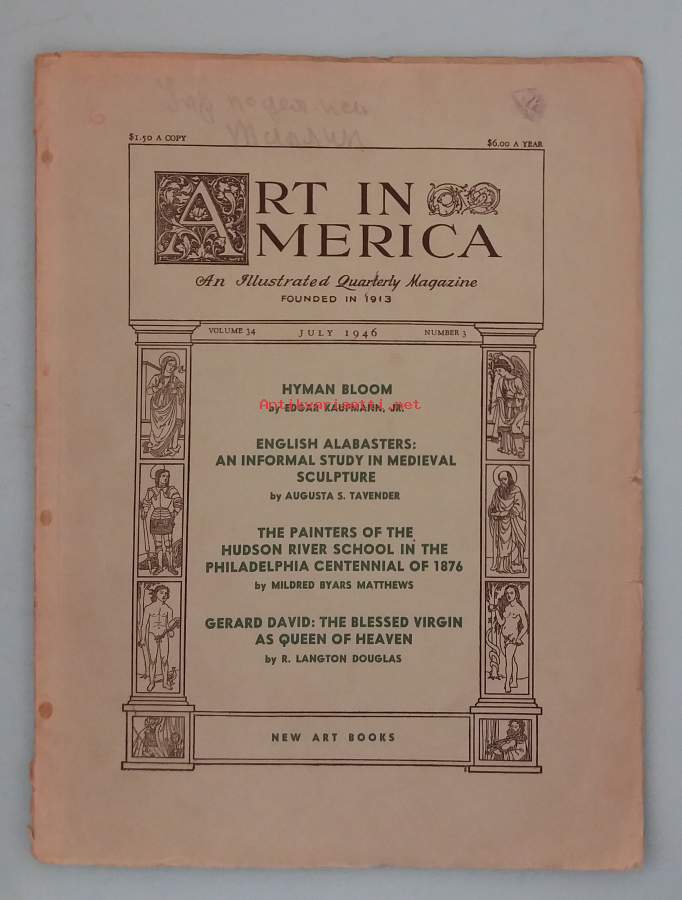 $1.50 A COPY
$6.00 A YEAR
ART IN
AMERICA
An Illustrated Quarterly Magazine
FOUNDED IN 1913
VOLUME 34 JULY 1946 NUMBER 3
HYMAN BLOOM
by EDGAR KAUFMANN, JR.
Antikvariaatti.net
ENGLISH ALABASTERS:
AN INFORMAL STUDY IN MEDIEVAL
SCULPTURE
by AUGUSTA S. TAVENDER
THE PAINTERS OF THE
HUDSON RIVER SCHOOL IN THE
PHILADELPHIA CENTENNIAL OF 1876
by MILDRED BYARS MATTHEWS
GERARD DAVID: THE BLESSED VIRGIN
AS QUEEN OF HEAVEN
by R. LANGTON DOUGLAS
NEW ART BOOKS